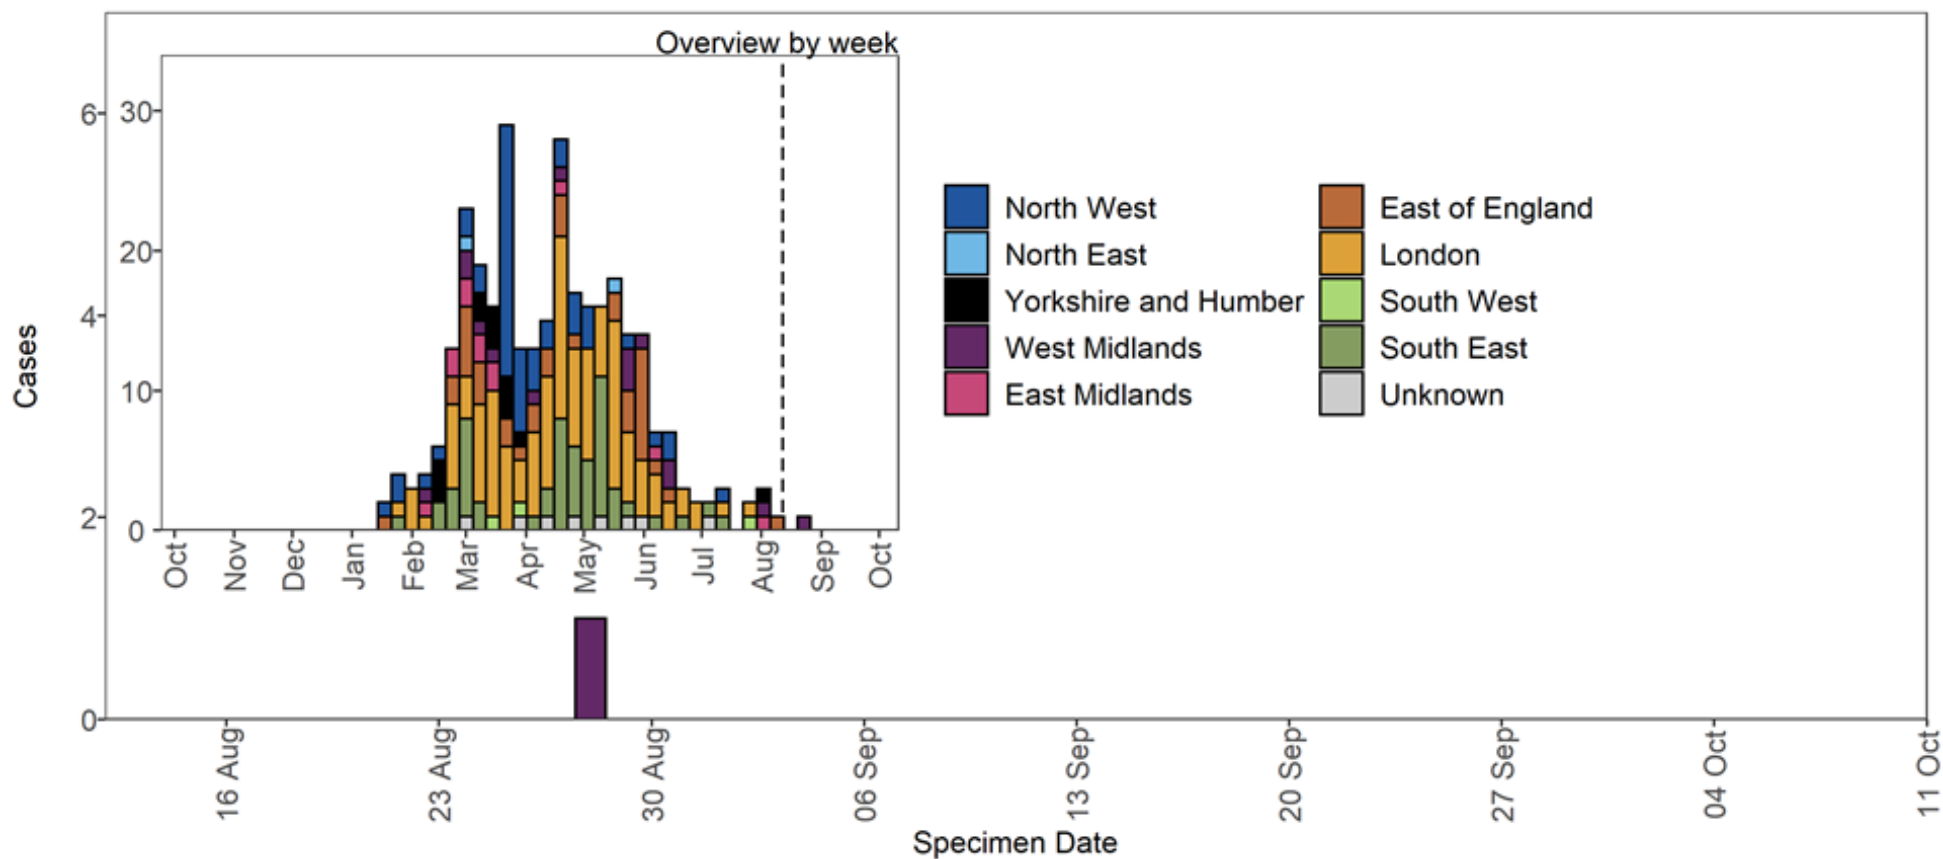 Overview by week
6
4
2
0
Cases
30
20
10
0
Oct
Nov
Dec
Jan
Feb
Mar
Apr
May
Jun
Jul
Aug
Sep
Oct
North West
North East
Yorkshire and Humber
West Midlands
East Midlands
East of England
London
South West
South East
Unknown
16 Aug
23 Aug
30 Aug
06 Sep
13 Sep
20 Sep
27 Sep
04 Oct
11 Oct
Specimen Date